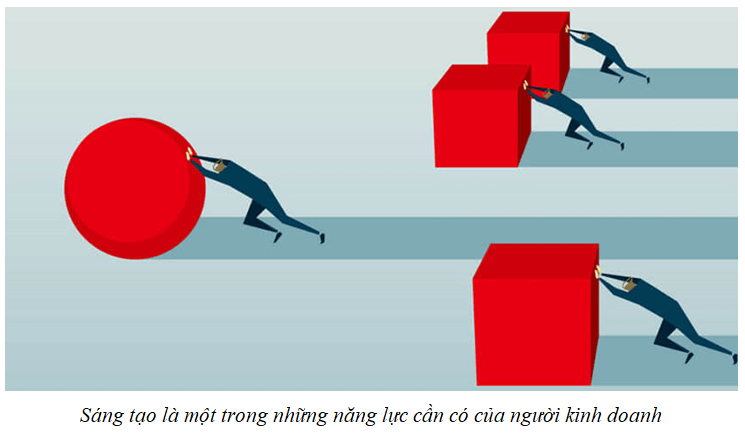 Sáng tạo là một trong những năng lực cần có của người kinh doanh